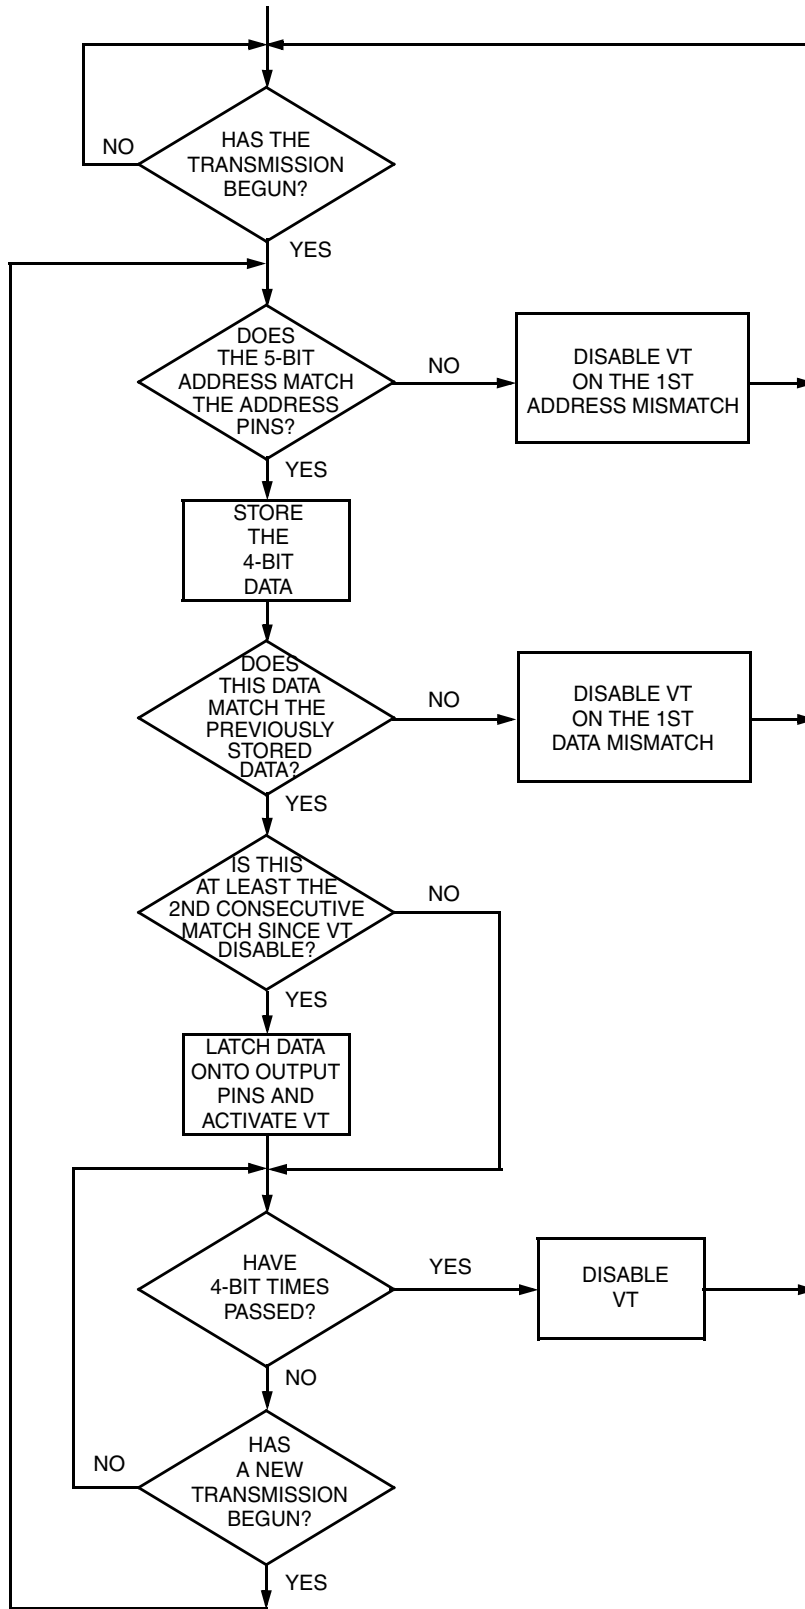 HAS THE
TRANSMISSION
BEGUN?
NO
YES
DOES
THE 5-BIT
ADDRESS MATCH
THE ADDRESS
PINS?
NO
DISABLE VT
ON THE 1ST
ADDRESS MISMATCH
YES
STORE
THE
4-BIT
DATA
DOES
THIS DATA
MATCH THE
PREVIOUSLY
STORED
DATA?
NO
DISABLE VT
ON THE 1ST
DATA MISMATCH
YES
IS THIS
AT LEAST THE
2ND CONSECUTIVE
MATCH SINCE VT
DISABLE?
NO
YES
LATCH DATA
ONTO OUTPUT
PINS AND
ACTIVATE VT
HAVE
4-BIT TIMES
PASSED?
YES
DISABLE
VT
NO
HAS
A NEW
TRANSMISSION
BEGUN?
NO
YES